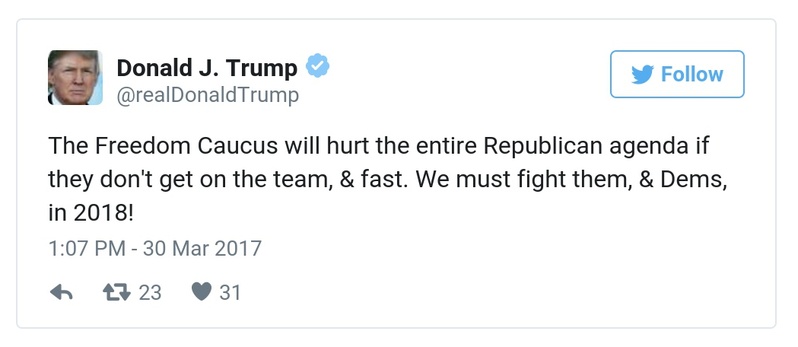 Donald J. Trump
@realDonaldTrump
Follow
The Freedom Caucus will hurt the entire Republican agenda if
they don't get on the team, & fast. We must fight them, & Dems,
in 2018!
1:07 PM - 30 Mar 2017
23 31